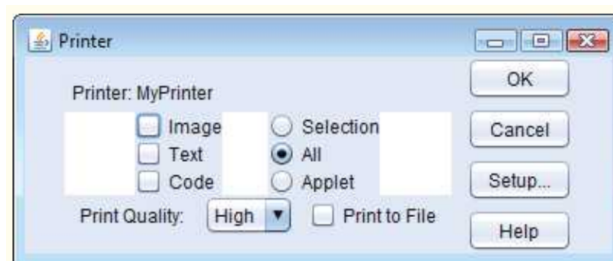 Printer
Printer: MyPrinter
OK
Image
Selection
Cancel
Text
All
Code
Applet
Setup...
Print Quality: High
Print to File
Help